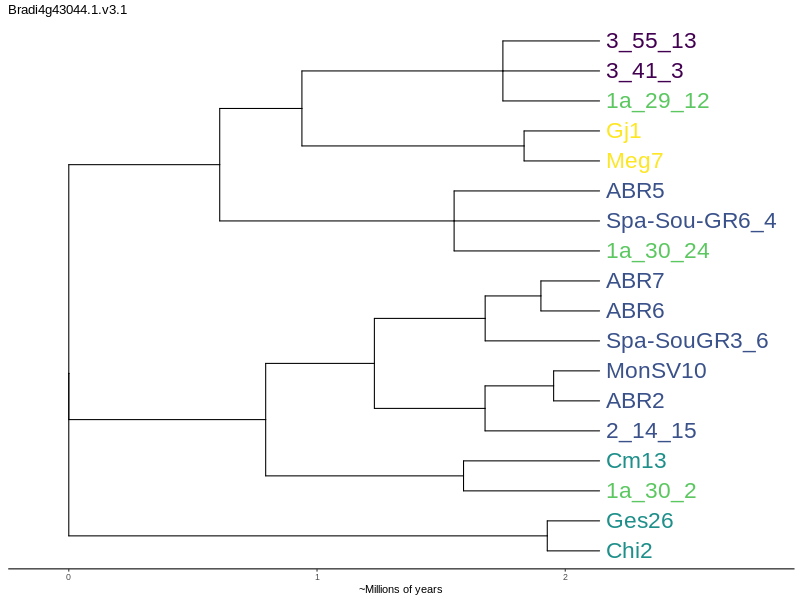 Bradi4g43044.1.v3.1
3_55_13
3_41_3
1a_29_12
Gj1
Meg7
ABR5
Spa-Sou-GR6_4
1a_30_24
ABR7
ABR6
Spa-SouGR3_6
MonSV10
ABR2
2_14_15
Cm13
1a_30_2
Ges26
Chi2
0 1 2
~Millions of years